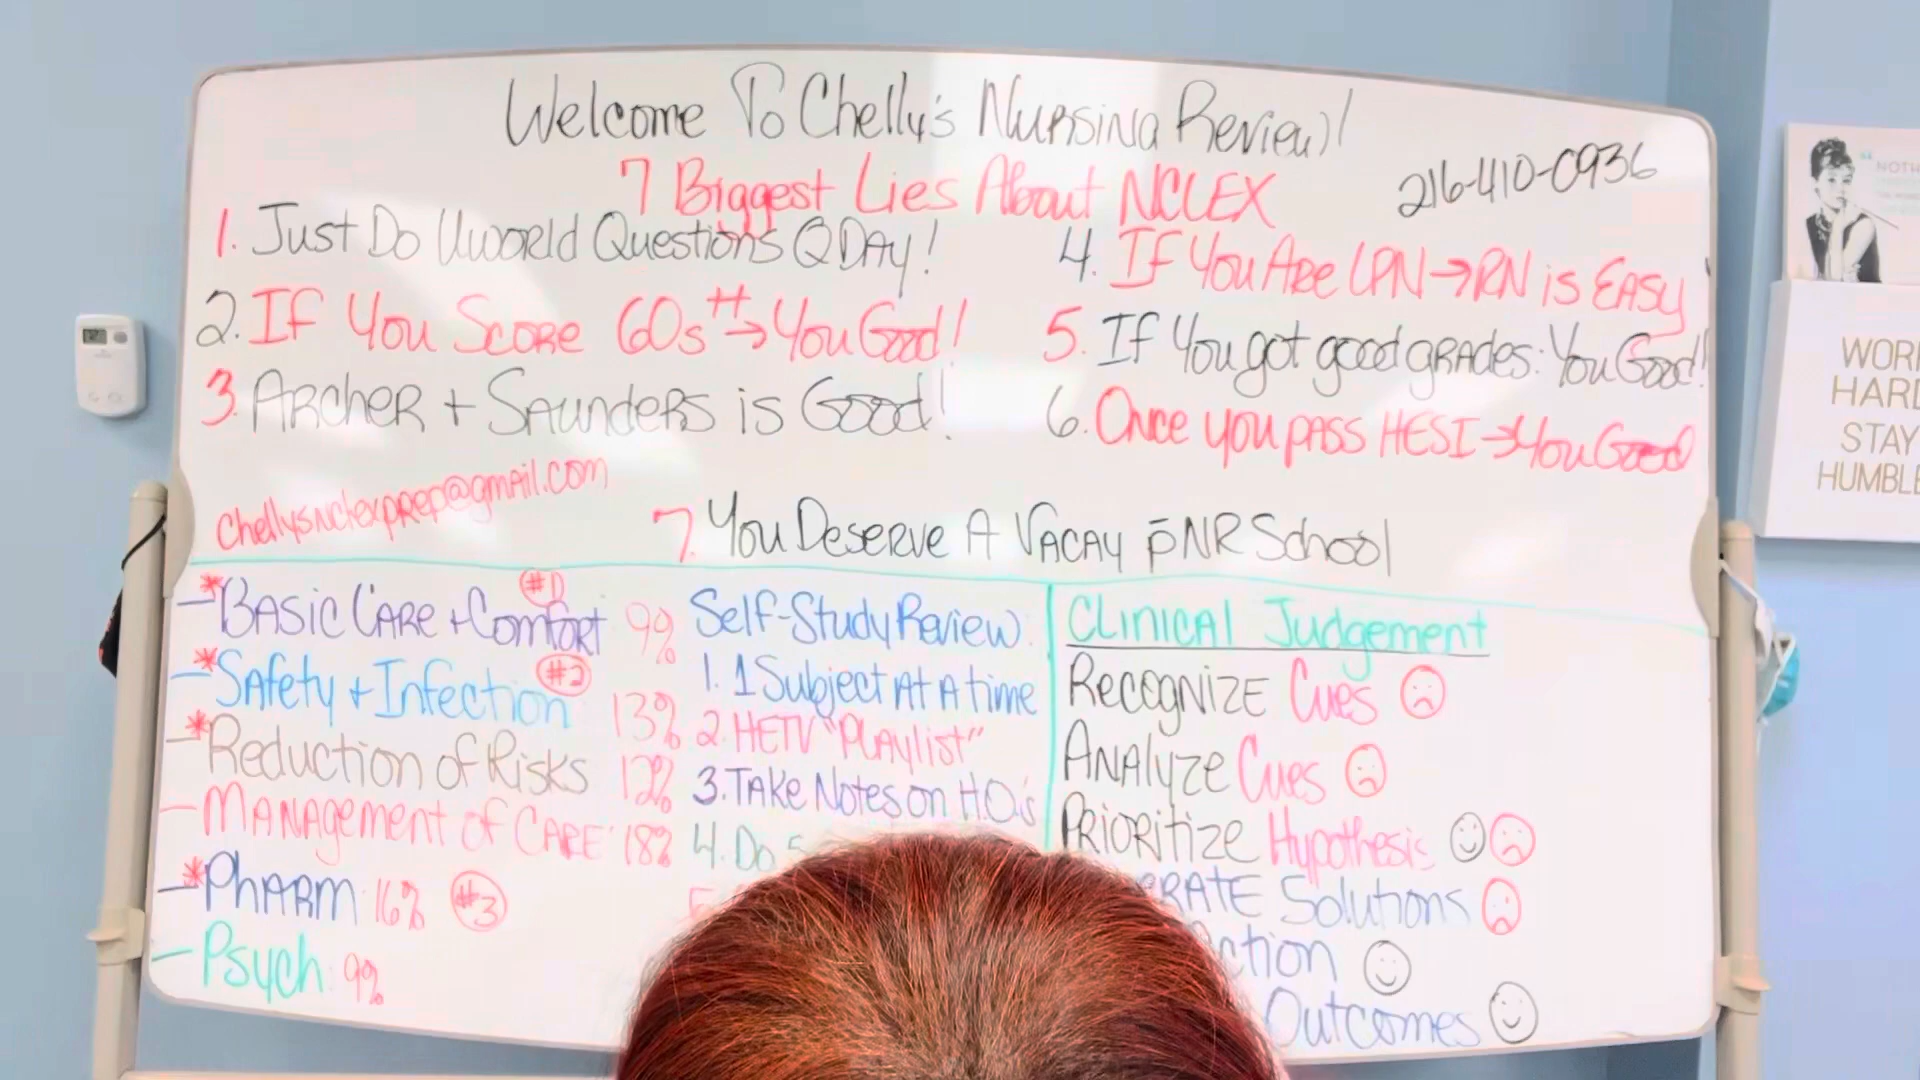 Welcome To Chelly's Nursing Review!
7 Biggest Lies About NCLEX
216-410-0936
1. Just Do Uworld Questions Q DAY!
2. IF You Score 60s → You Good!
3. Archer + Saunders is Good!
4. IF You Are LPN→RN is EASY
5. IF You got good grades: You Good!
6. Once you pass HESI→You Good
chellysnclexprep@gmail.com
7. You Deserve A Vacay p̄ NR School
- *Basic Care + Comfort #1 9%
- *Safety + Infection #2 13%
- *Reduction of Risks 12%
- Management of Care: 18%
- *Pharm 16% #3
- Psych: 9%
Self-Study Review:
1. 1 Subject At A time
2. HETV "Playlist"
3. Take Notes on H.O.'s
4. Do
Clinical Judgement
Recognize Cues
Analyze Cues
Prioritize Hypothesis
Solutions
Outcomes
NOTH
WORK
HARD
STAY
HUMBLE